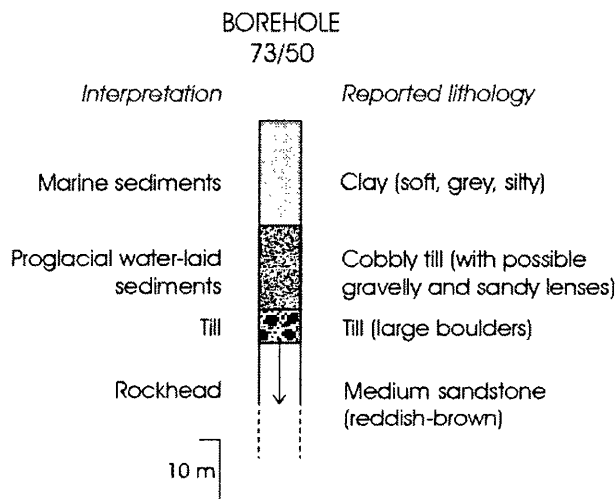 BOREHOLE
73/50
Interpretation
Reported lithology
Marine sediments
Clay (soft, grey, silty)
Proglacial water-laid
sediments
Cobbly till (with possible
gravelly and sandy lenses)
Till
Till (large boulders)
Rockhead
Medium sandstone
(reddish-brown)
10 m